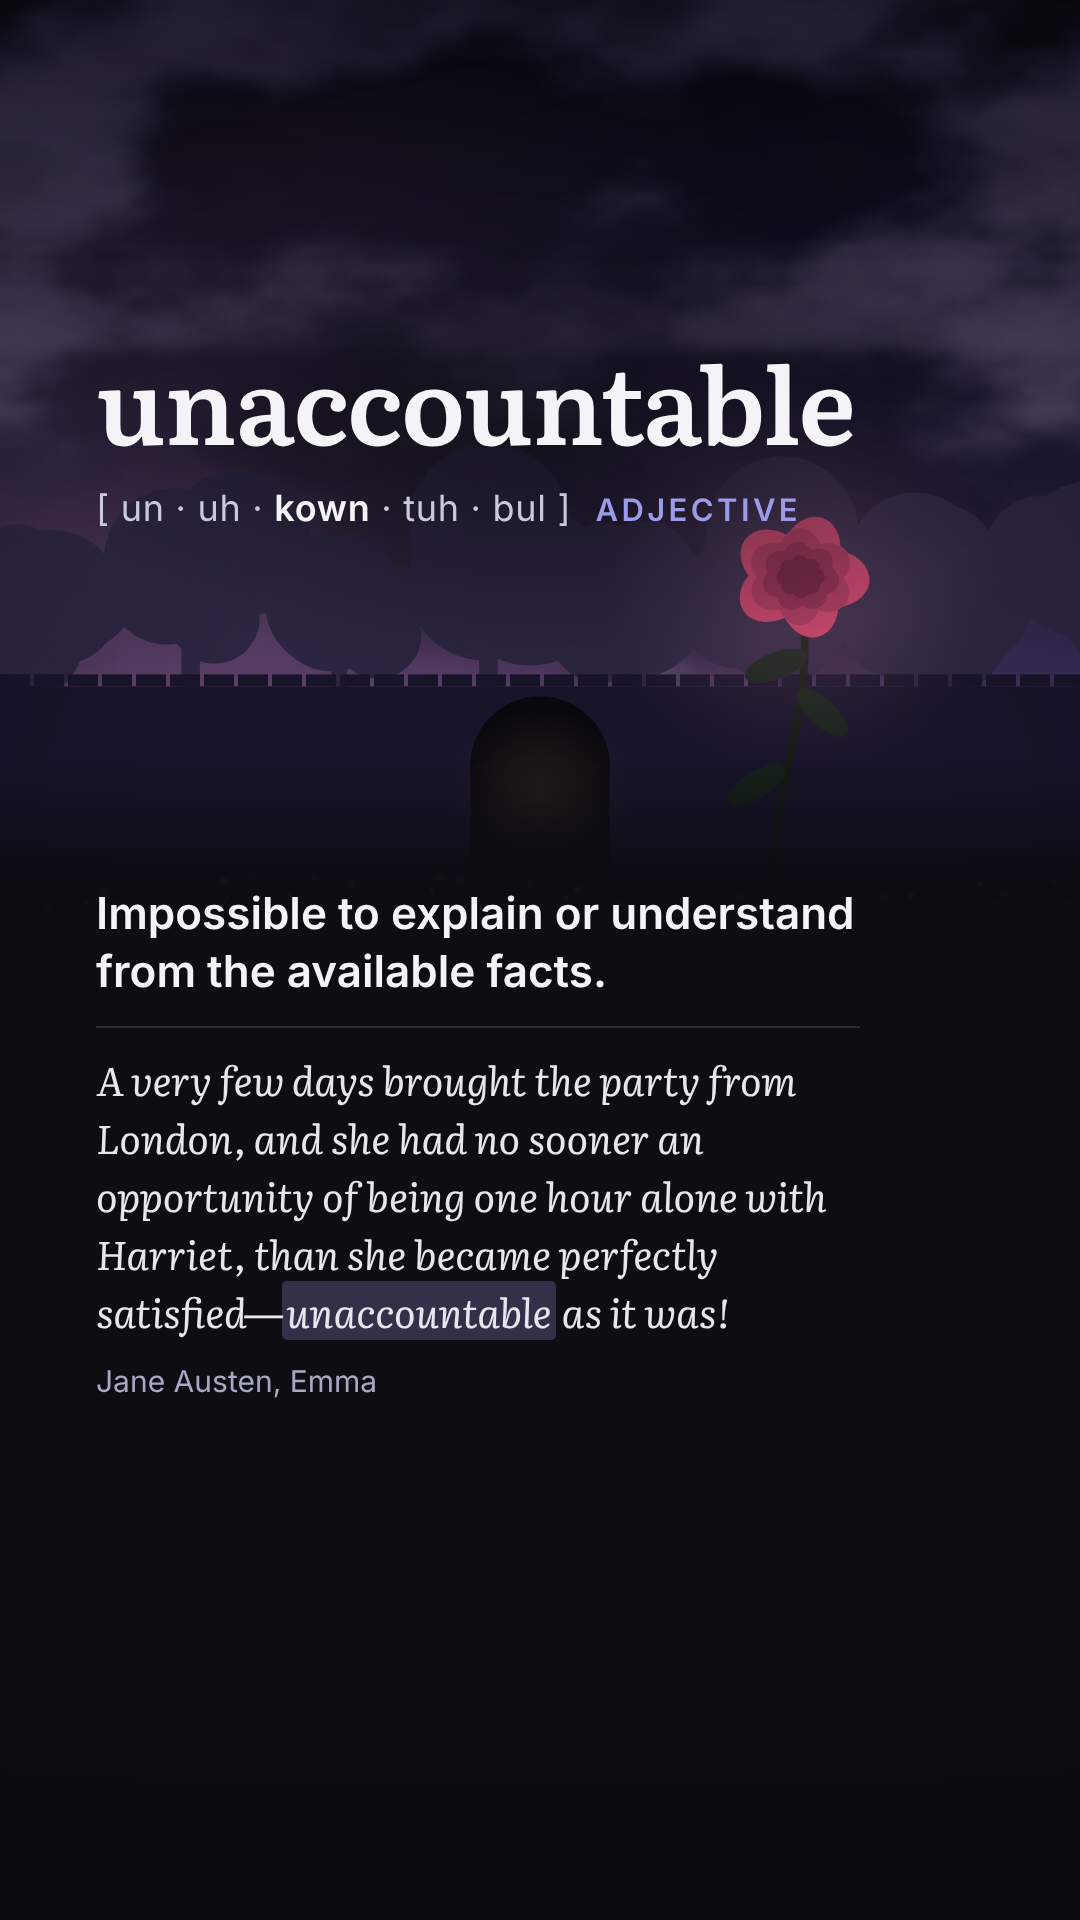 unaccountable
[ un · uh · kown · tuh · bul ] ADJECTIVE
Impossible to explain or understand
from the available facts.
A very few days brought the party from
London, and she had no sooner an
opportunity of being one hour alone with
Harriet, than she became perfectly
satisfied—unaccountable as it was!
Jane Austen, Emma